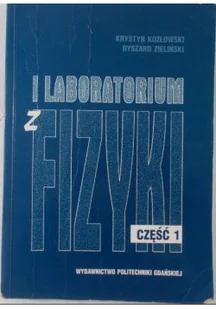 KRYSTYN KOZŁOWSKI
RYSZARD ZIELIŃSKI
I LABORATORIUM
Z
FIZYKI
CZĘŚĆ 1
WYDAWNICTWO POLITECHNIKI GDAŃSKIEJ